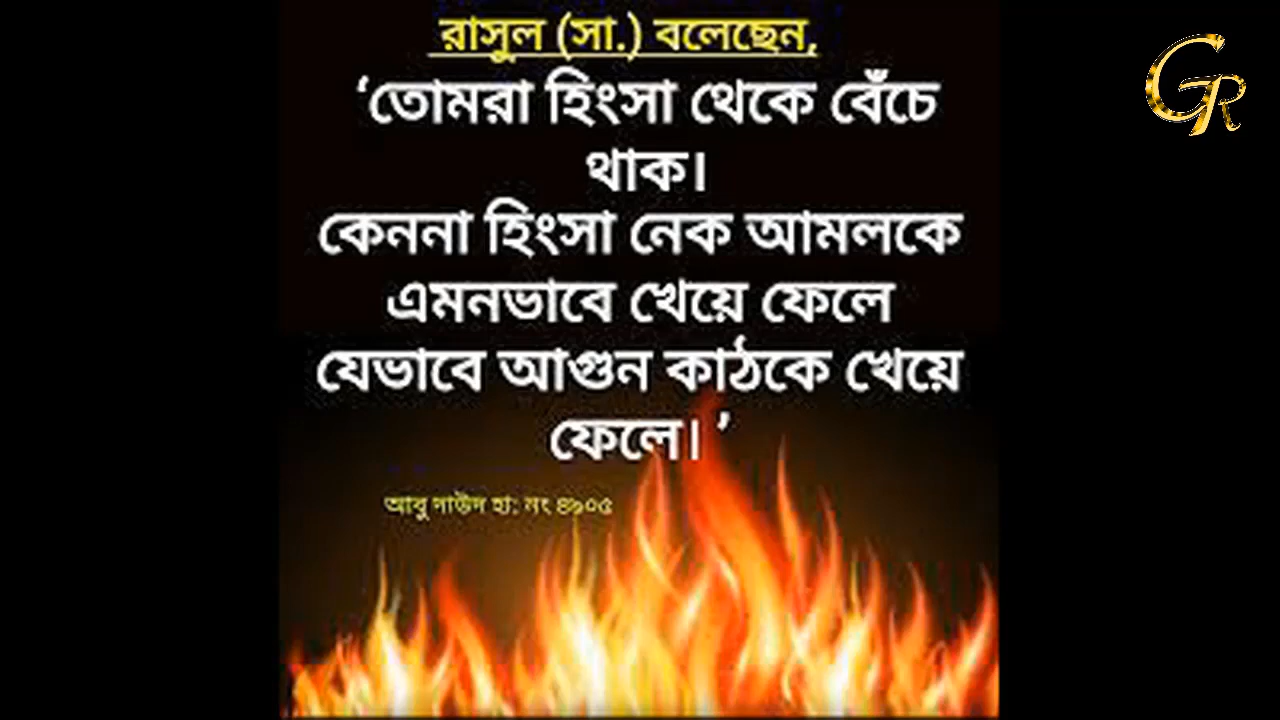 রাসুল (সা.) বলেছেন,
‘তোমরা হিংসা থেকে বেঁচে
থাক।
কেননা হিংসা নেক আমলকে
এমনভাবে খেয়ে ফেলে
যেভাবে আগুন কাঠকে খেয়ে
ফেলে। ’
আবু দাউদ হা: নং ৪৯০৫
GR